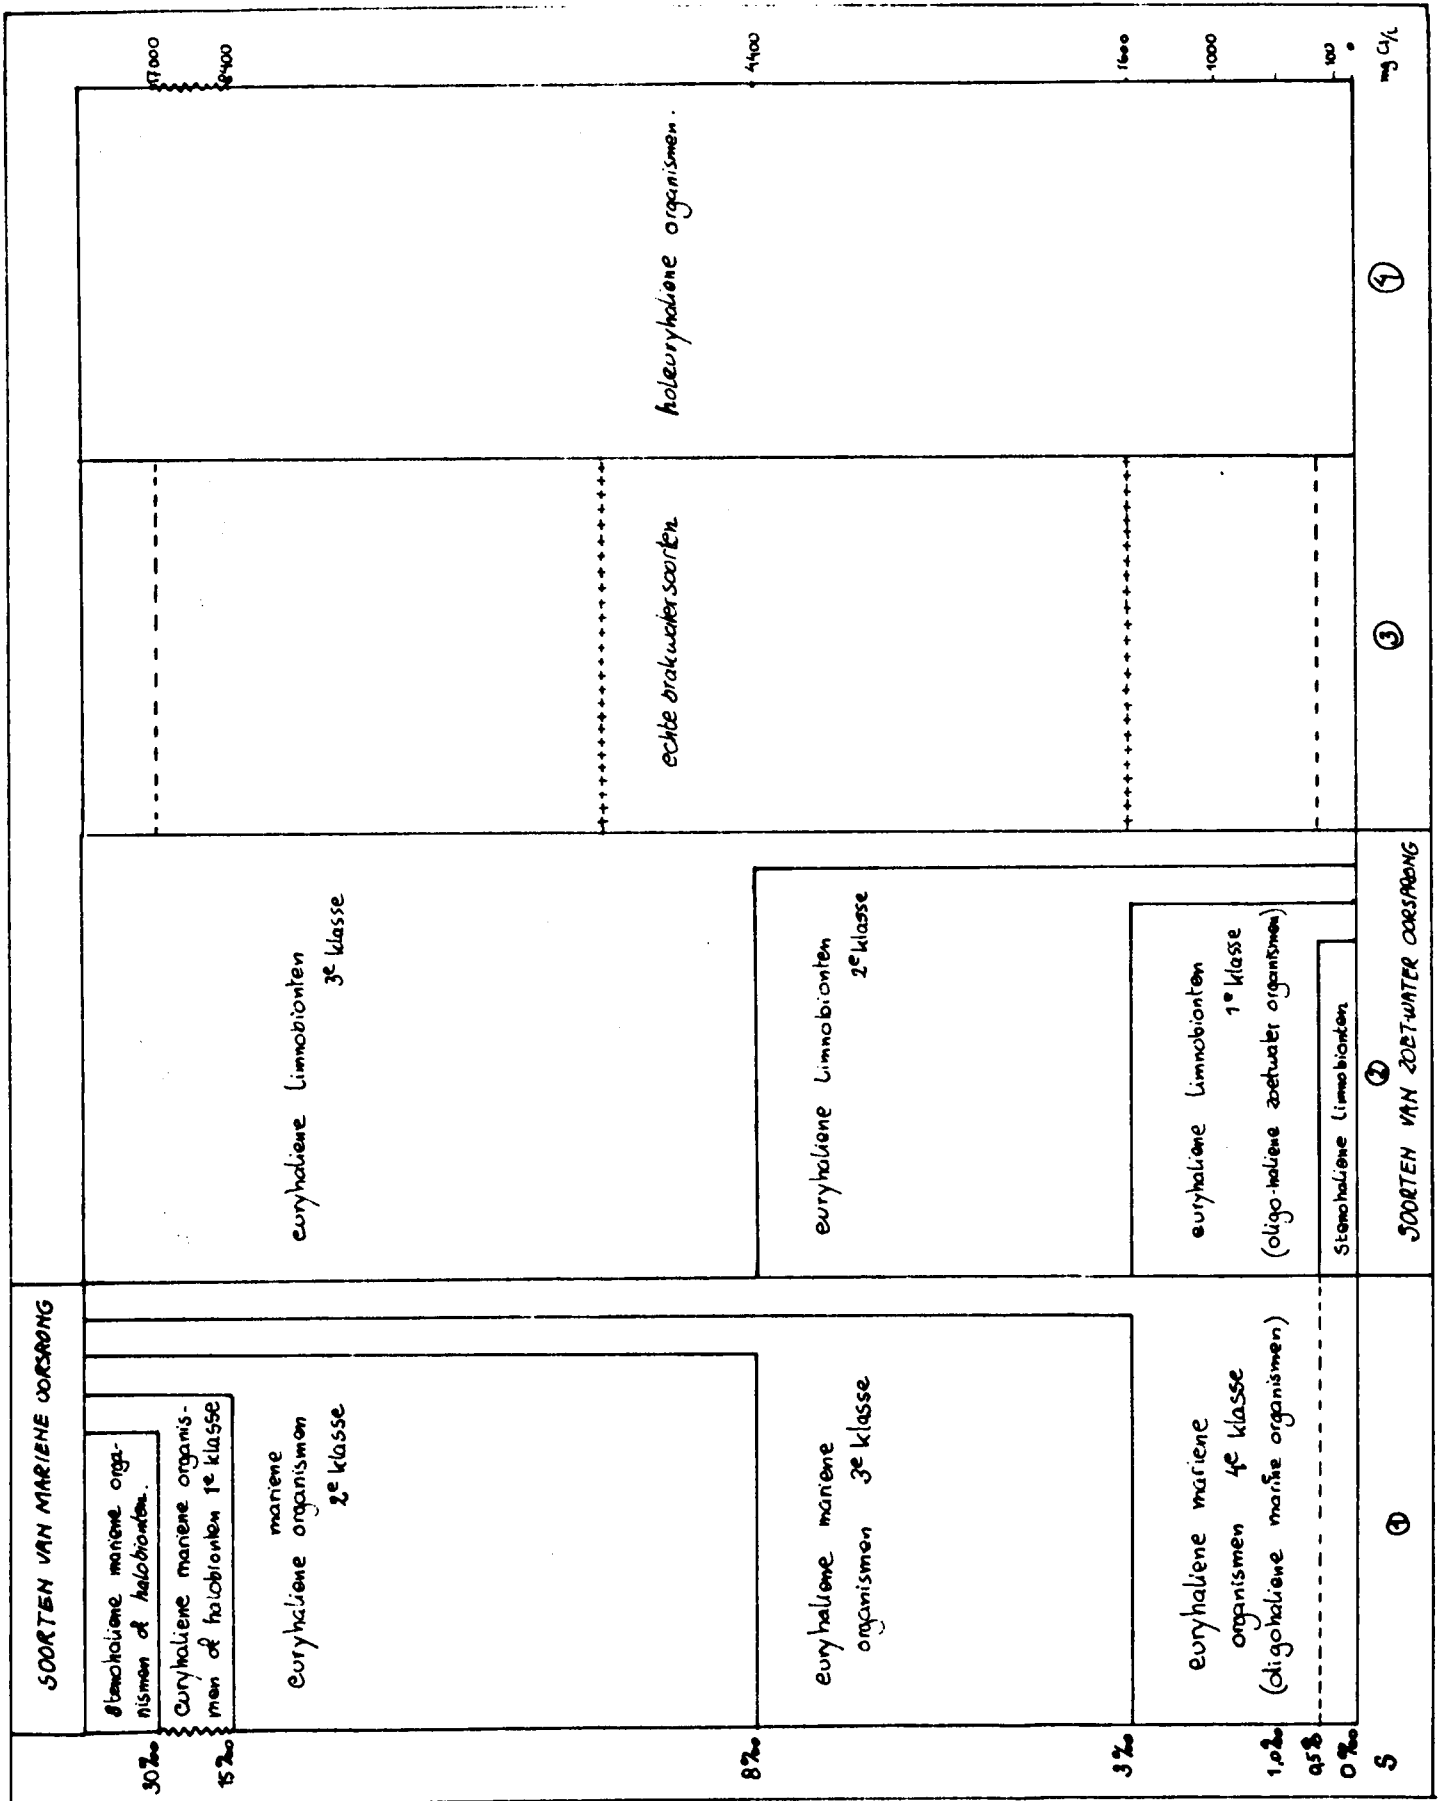 SOORTEN VAN MARIENE OORSPRONG
stenohaliene mariene orga-
nismen of halobionten.
euryhaliene mariene organis-
men of halobionten 1e klasse
mariene
euryhaliene organismen
2e klasse
euryhaliene mariene
organismen 3e klasse
euryhaliene mariene
organismen 4e klasse
(oligohaliene marine organismen)
euryhaliene limnobionten
3e klasse
euryhaliene limnobionten
2e klasse
euryhaliene limnobionten
1e klasse
(oligo-haliene zoetwater organismen)
Stenohaliene limnobionten
echte brakwatersoorten
holeuryhaliene organismen.
30‰
15‰
8‰
3‰
1,0‰
0,5‰
0‰
S
17000
8400
4400
1600
1000
100
0
mg Cl/L
①
②
③
④
SOORTEN VAN ZOET-WATER OORSPRONG